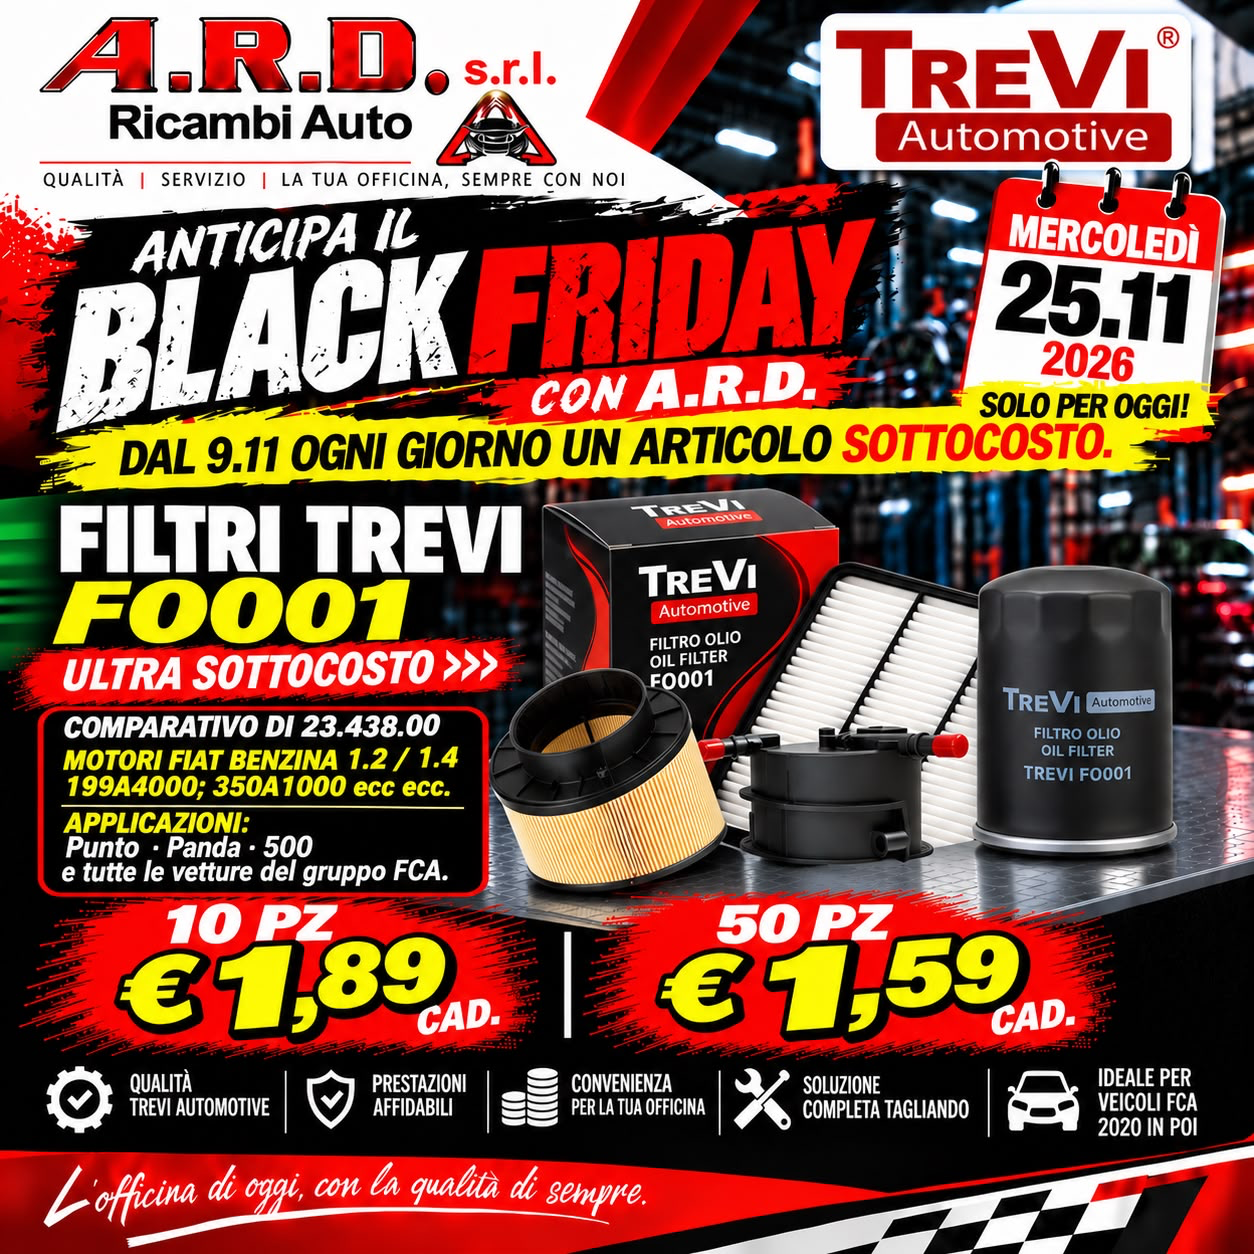 A.R.D. s.r.l.
Ricambi Auto
QUALITÀ | SERVIZIO | LA TUA OFFICINA, SEMPRE CON NOI
TREVI®
Automotive
MERCOLEDÌ
25.11
2026
SOLO PER OGGI!
ANTICIPA IL
BLACK FRIDAY
CON A.R.D.
DAL 9.11 OGNI GIORNO UN ARTICOLO SOTTOCOSTO.
FILTRI TREVI
FO001
ULTRA SOTTOCOSTO >>>
COMPARATIVO DI 23.438.00
MOTORI FIAT BENZINA 1.2 / 1.4
199A4000; 350A1000 ecc ecc.
APPLICAZIONI:
Punto · Panda · 500
e tutte le vetture del gruppo FCA.
TREVI
Automotive
TREVI
Automotive
FILTRO OLIO
OIL FILTER
FO001
TREVI Automotive
FILTRO OLIO
OIL FILTER
TREVI FO001
10 PZ
€ 1,89
CAD.
50 PZ
€ 1,59
CAD.
QUALITÀ
TREVI AUTOMOTIVE
PRESTAZIONI
AFFIDABILI
CONVENIENZA
PER LA TUA OFFICINA
SOLUZIONE
COMPLETA TAGLIANDO
IDEALE PER
VEICOLI FCA
2020 IN POI
L'officina di oggi, con la qualità di sempre.